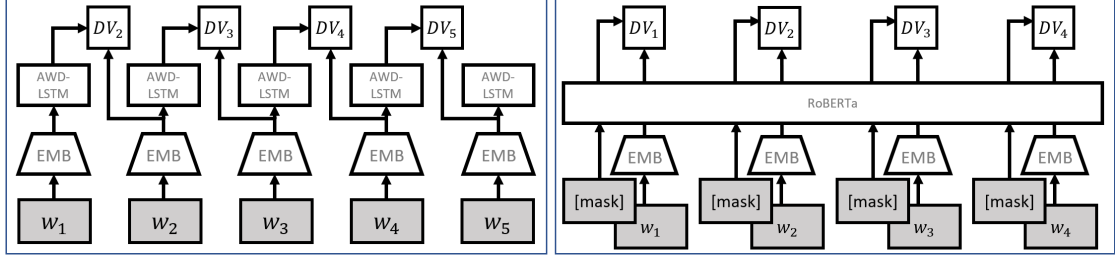 DV₂ DV₃ DV₄ DV₅
AWD-LSTM AWD-LSTM AWD-LSTM AWD-LSTM AWD-LSTM
EMB EMB EMB EMB EMB
w₁ w₂ w₃ w₄ w₅
DV₁ DV₂ DV₃ DV₄
RoBERTa
EMB EMB EMB EMB
[mask] [mask] [mask] [mask]
w₁ w₂ w₃ w₄